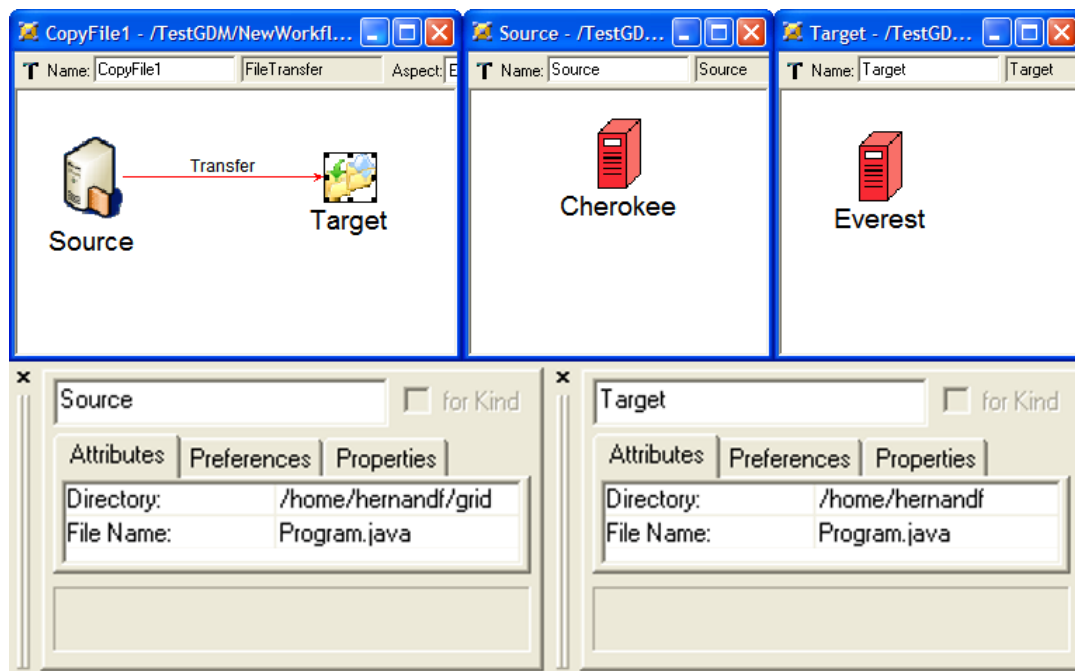 CopyFile1 - /TestGDM/NewWorkfl...
Name: CopyFile1 FileTransfer Aspect: E
Transfer
Source
Target
Source - /TestGD...
Name: Source Source
Cherokee
Target - /TestGD...
Name: Target Target
Everest
Source for Kind
Attributes Preferences Properties
Directory: /home/hernandf/grid
File Name: Program.java
Target for Kind
Attributes Preferences Properties
Directory: /home/hernandf
File Name: Program.java